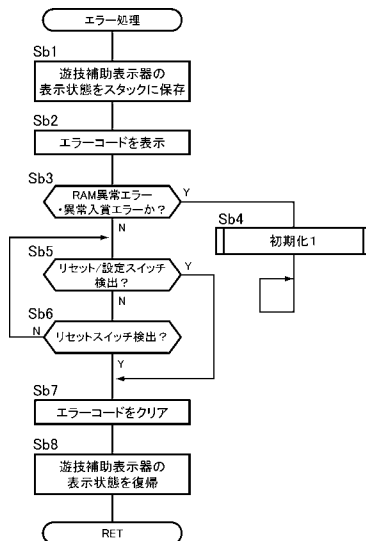 エラー処理
Sb1
遊技補助表示器の
表示状態をスタックに保存
Sb2
エラーコードを表示
Sb3
RAM異常エラー
・異常入賞エラーか?
Y
N
Sb4
初期化1
Sb5
リセット/設定スイッチ
検出?
Y
N
Sb6
リセットスイッチ検出?
N
Y
Sb7
エラーコードをクリア
Sb8
遊技補助表示器の
表示状態を復帰
RET